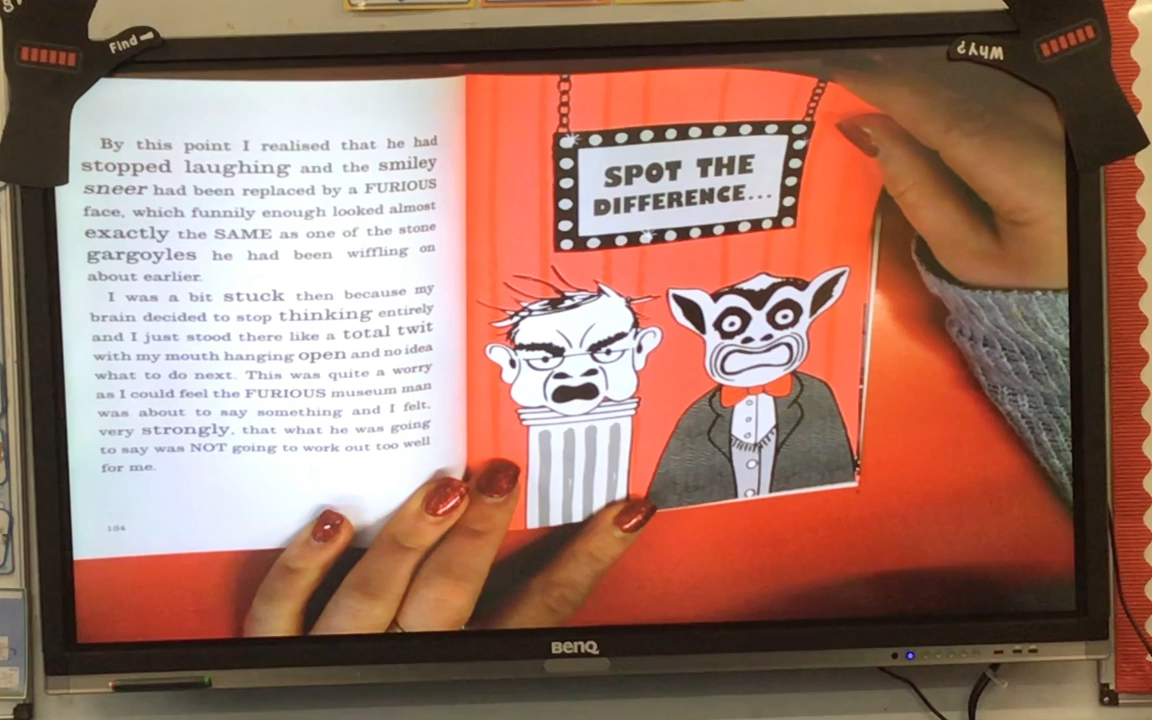 Find
Why?
By this point I realised that he had
stopped laughing and the smiley
sneer had been replaced by a FURIOUS
face, which funnily enough looked almost
exactly the SAME as one of the stone
gargoyles he had been wiffling on
about earlier.
I was a bit stuck then because my
brain decided to stop thinking entirely
and I just stood there like a total twit
with my mouth hanging open and no idea
what to do next. This was quite a worry
as I could feel the FURIOUS museum man
was about to say something and I felt,
very strongly, that what he was going
to say was NOT going to work out too well
for me.
184
SPOT THE
DIFFERENCE...
BenQ